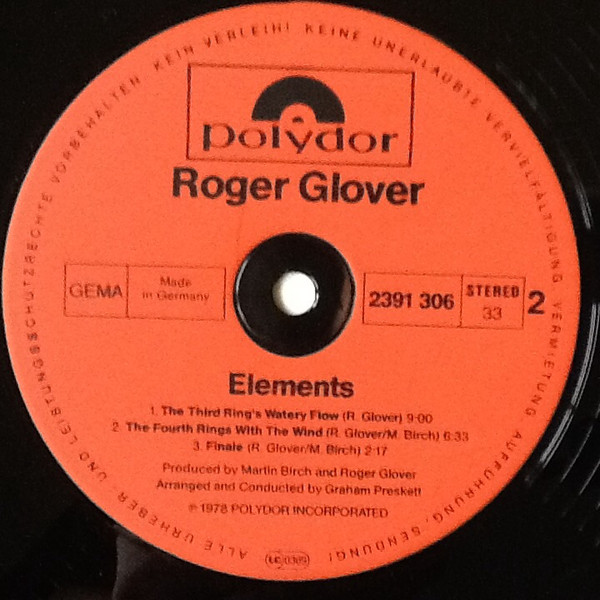 ALLE URHEBER- UND LEISTUNGSSCHUTZRECHTE VORBEHALTEN. KEIN VERLEIH! KEINE UNERLAUBTE VERVIELFÄLTIGUNG, VERMIETUNG, AUFFÜHRUNG, SENDUNG!
polydor
Roger Glover
GEMA
Made
in Germany
2391 306
STEREO
33
2
Elements
1. The Third Ring's Watery Flow (R. Glover) 9:00
2. The Fourth Rings With The Wind (R. Glover/M. Birch) 6:33
3. Finale (R. Glover/M. Birch) 2:17
Produced by Martin Birch and Roger Glover
Arranged and Conducted by Graham Preskett
℗ 1978 POLYDOR INCORPORATED
LC 0309